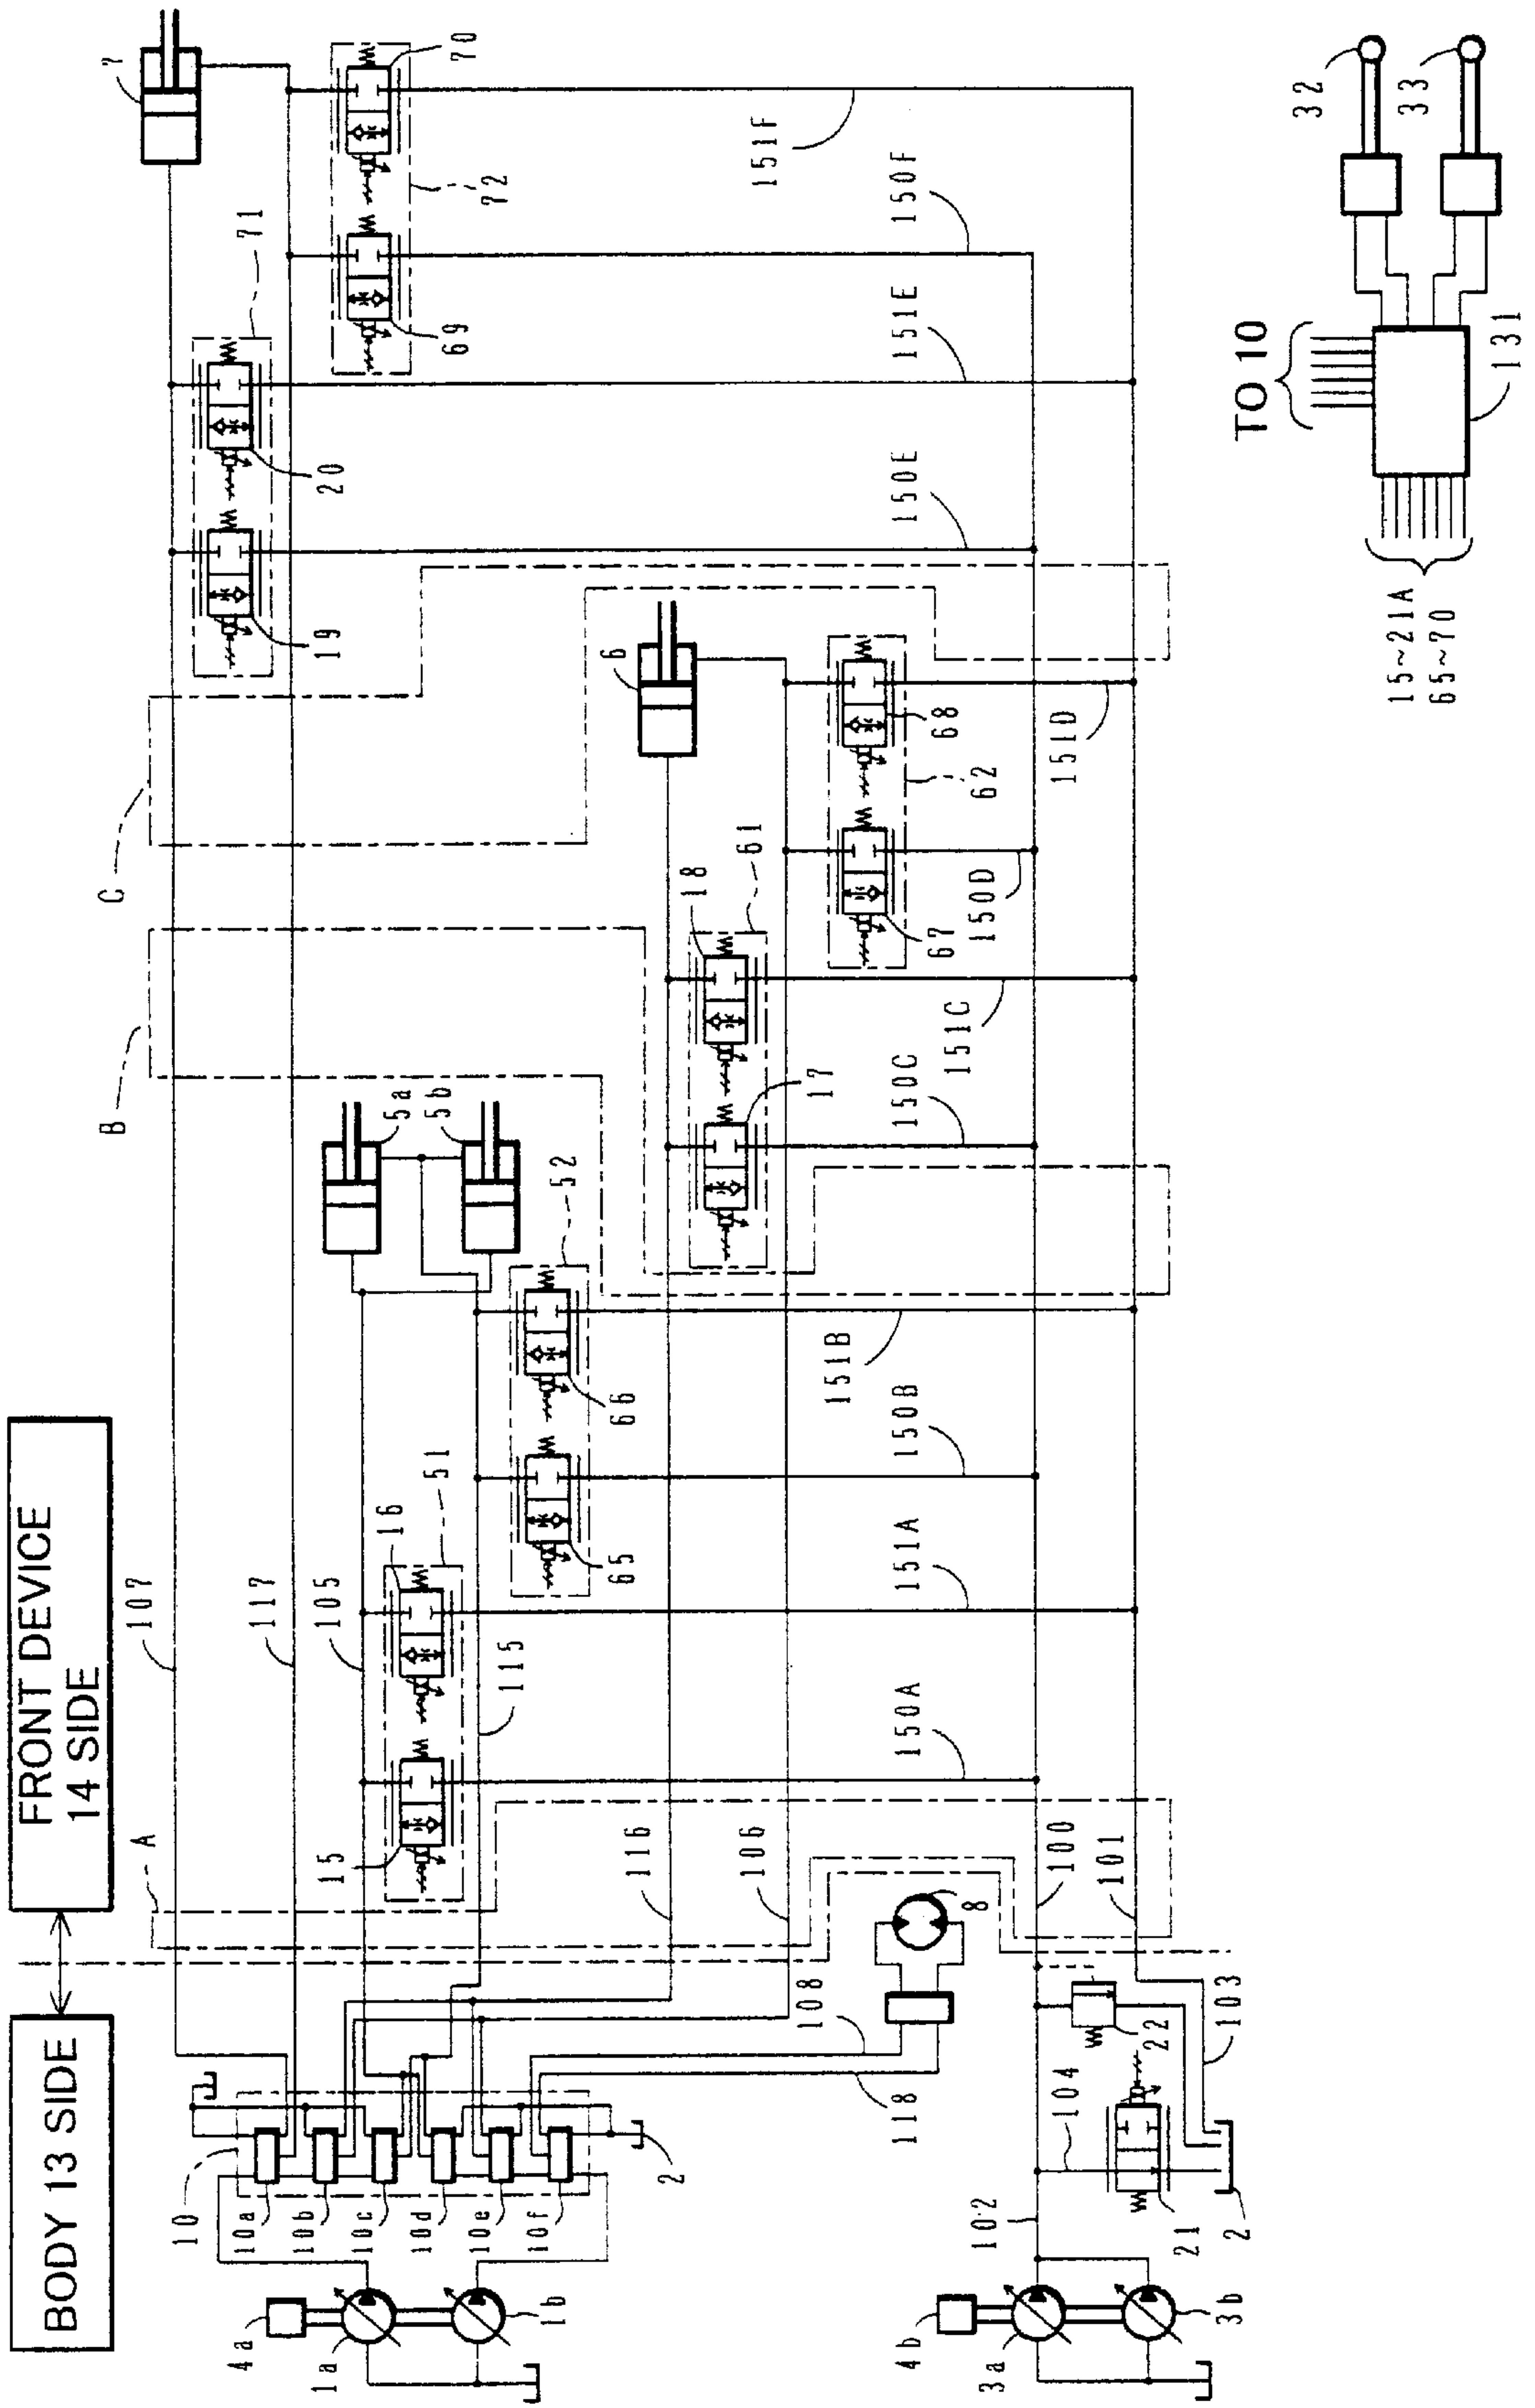 BODY 13 SIDE
FRONT DEVICE
14 SIDE
4a
1a
1b
10
10a
10b
10c
10d
10e
10f
2
107
117
105
115
116
106
108
118
8
A
B
C
15
16
51
65
66
52
5a
5b
17
18
61
67
68
62
6
19
20
71
69
70
72
7
150A
151A
150B
151B
150C
151C
150D
151D
150E
151E
150F
151F
4b
3a
3b
102
104
21
2
22
103
100
101
TO 10
15~21A
65~70
131
32
33